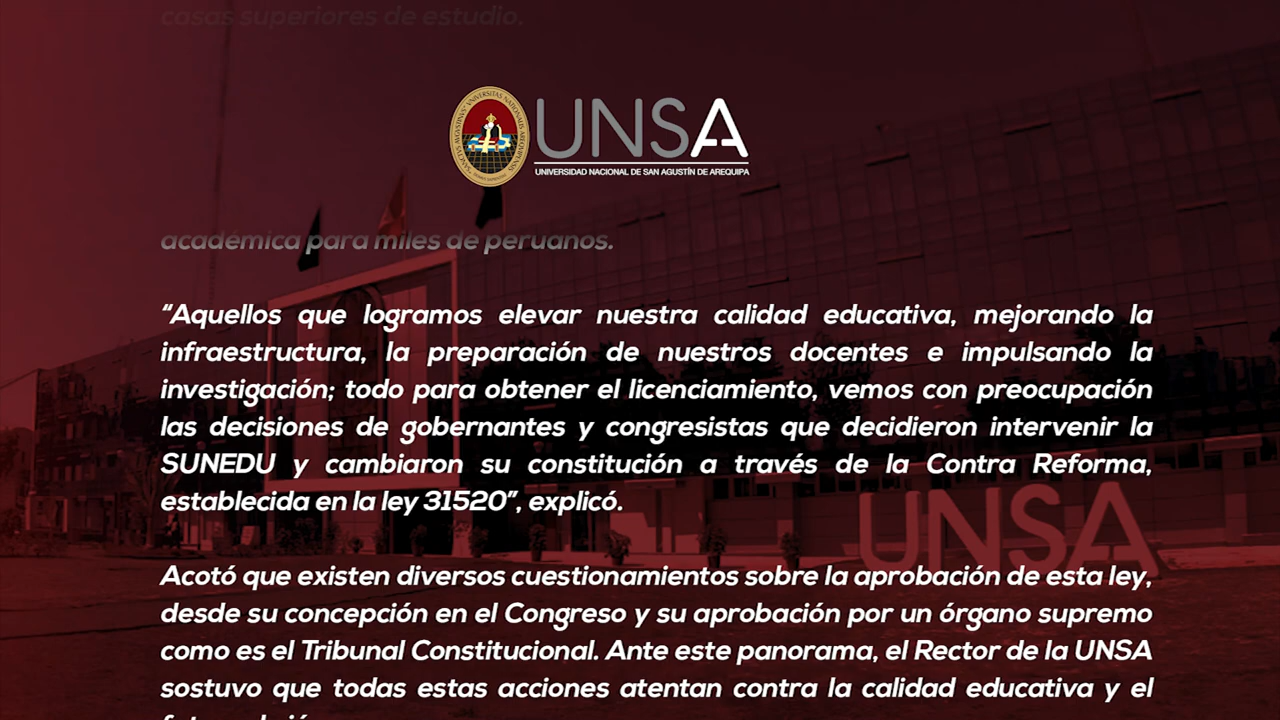 casas superiores de estudio.
UNSA
UNIVERSIDAD NACIONAL DE SAN AGUSTÍN DE AREQUIPA
académica para miles de peruanos.
“Aquellos que logramos elevar nuestra calidad educativa, mejorando la
infraestructura, la preparación de nuestros docentes e impulsando la
investigación; todo para obtener el licenciamiento, vemos con preocupación
las decisiones de gobernantes y congresistas que decidieron intervenir la
SUNEDU y cambiaron su constitución a través de la Contra Reforma,
establecida en la ley 31520”, explicó.
UNSA
Acotó que existen diversos cuestionamientos sobre la aprobación de esta ley,
desde su concepción en el Congreso y su aprobación por un órgano supremo
como es el Tribunal Constitucional. Ante este panorama, el Rector de la UNSA
sostuvo que todas estas acciones atentan contra la calidad educativa y el